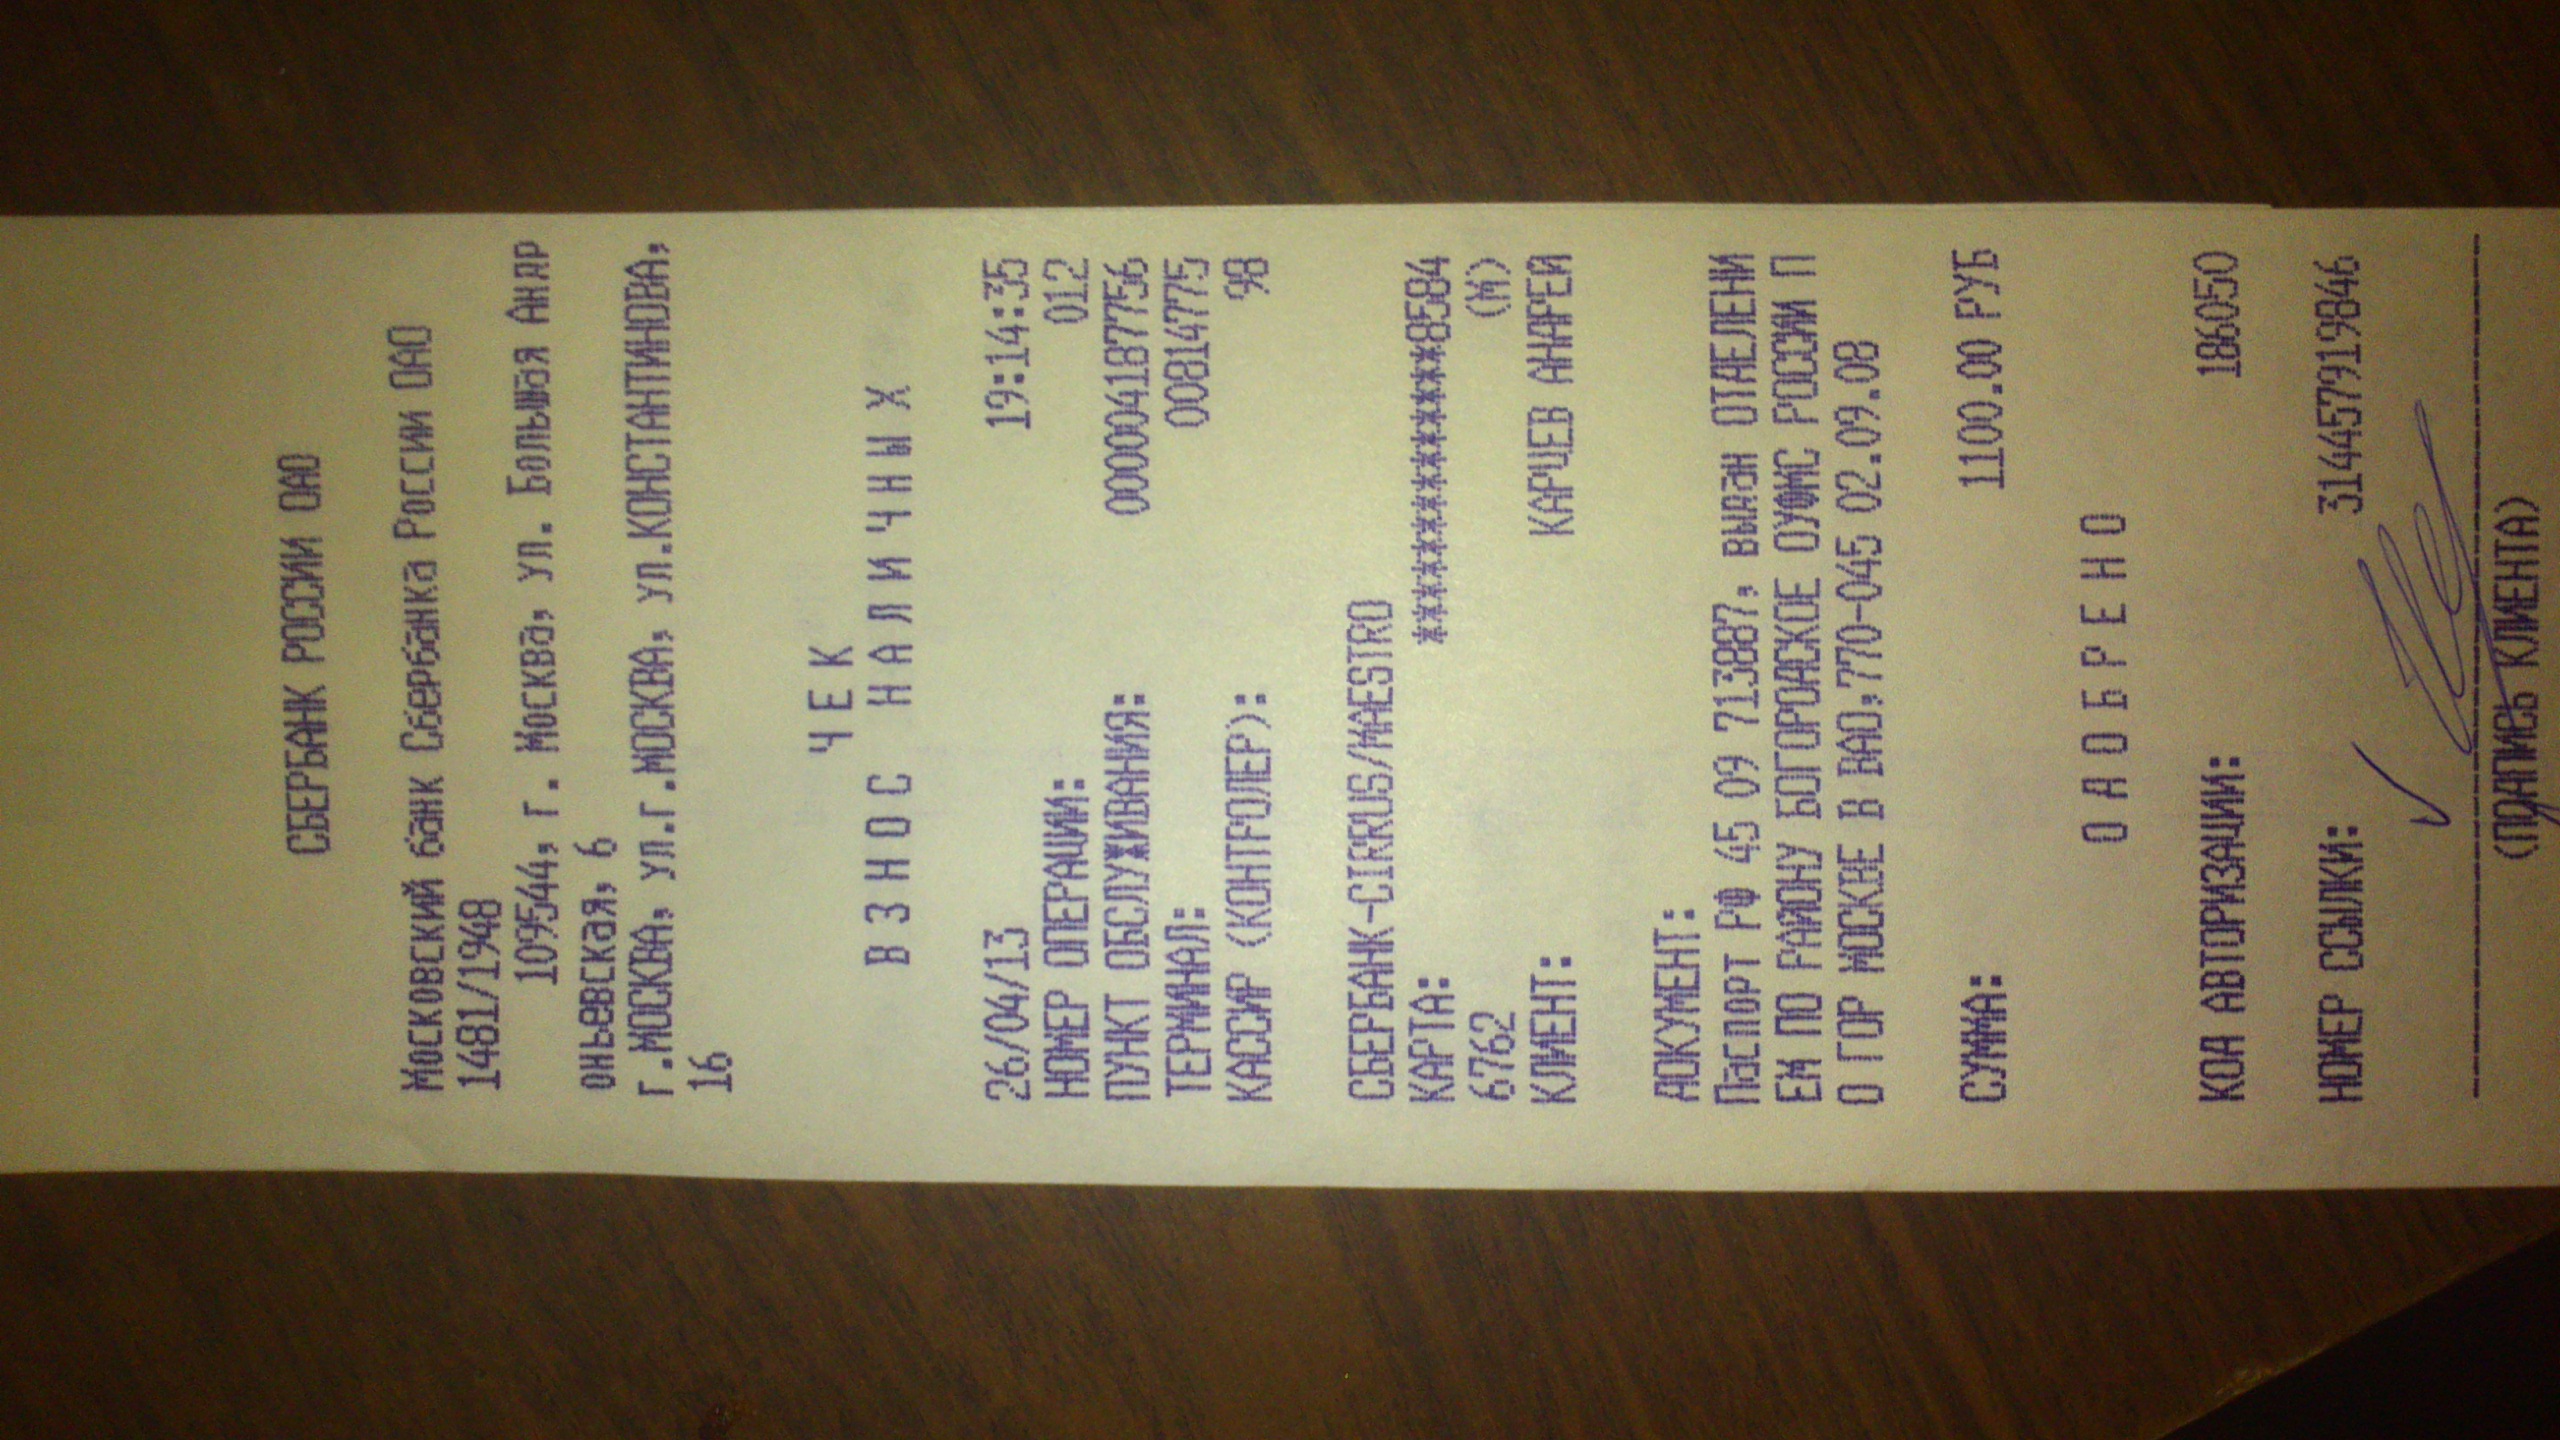 СБЕРБАНК РОССИИ ОАО
Московский банк Сбербанка России ОАО
1481/1948
109544, г. Москва, ул. Большая Андр
оньевская, 6
Г.МОСКВА, УЛ.Г.МОСКВА, УЛ.КОНСТАНТИНОВА,
16
Ч Е К
В З Н О С Н А Л И Ч Н Ы Х
26/04/13 19:14:35
НОМЕР ОПЕРАЦИИ: 012
ПУНКТ ОБСЛУЖИВАНИЯ: 000004187756
ТЕРМИНАЛ: 00814775
КАССИР (КОНТРОЛЕР): 98
СБЕРБАНК-CIRRUS/MAESTRO
КАРТА: **************8584
6762 (М)
КЛИЕНТ: КАРЦЕВ АНДРЕЙ
ДОКУМЕНТ:
Паспорт РФ 45 09 713887, выдан ОТДЕЛЕНИ
ЕМ ПО РАЙОНУ БОГОРОДСКОЕ ОУФМС РОССИИ П
О ГОР МОСКВЕ В ВАО,770-045 02.09.08
СУММА: 1100.00 РУБ
О Д О Б Р Е Н О
КОД АВТОРИЗАЦИИ: 186050
НОМЕР ССЫЛКИ: 314457919846
(ПОДПИСЬ КЛИЕНТА)